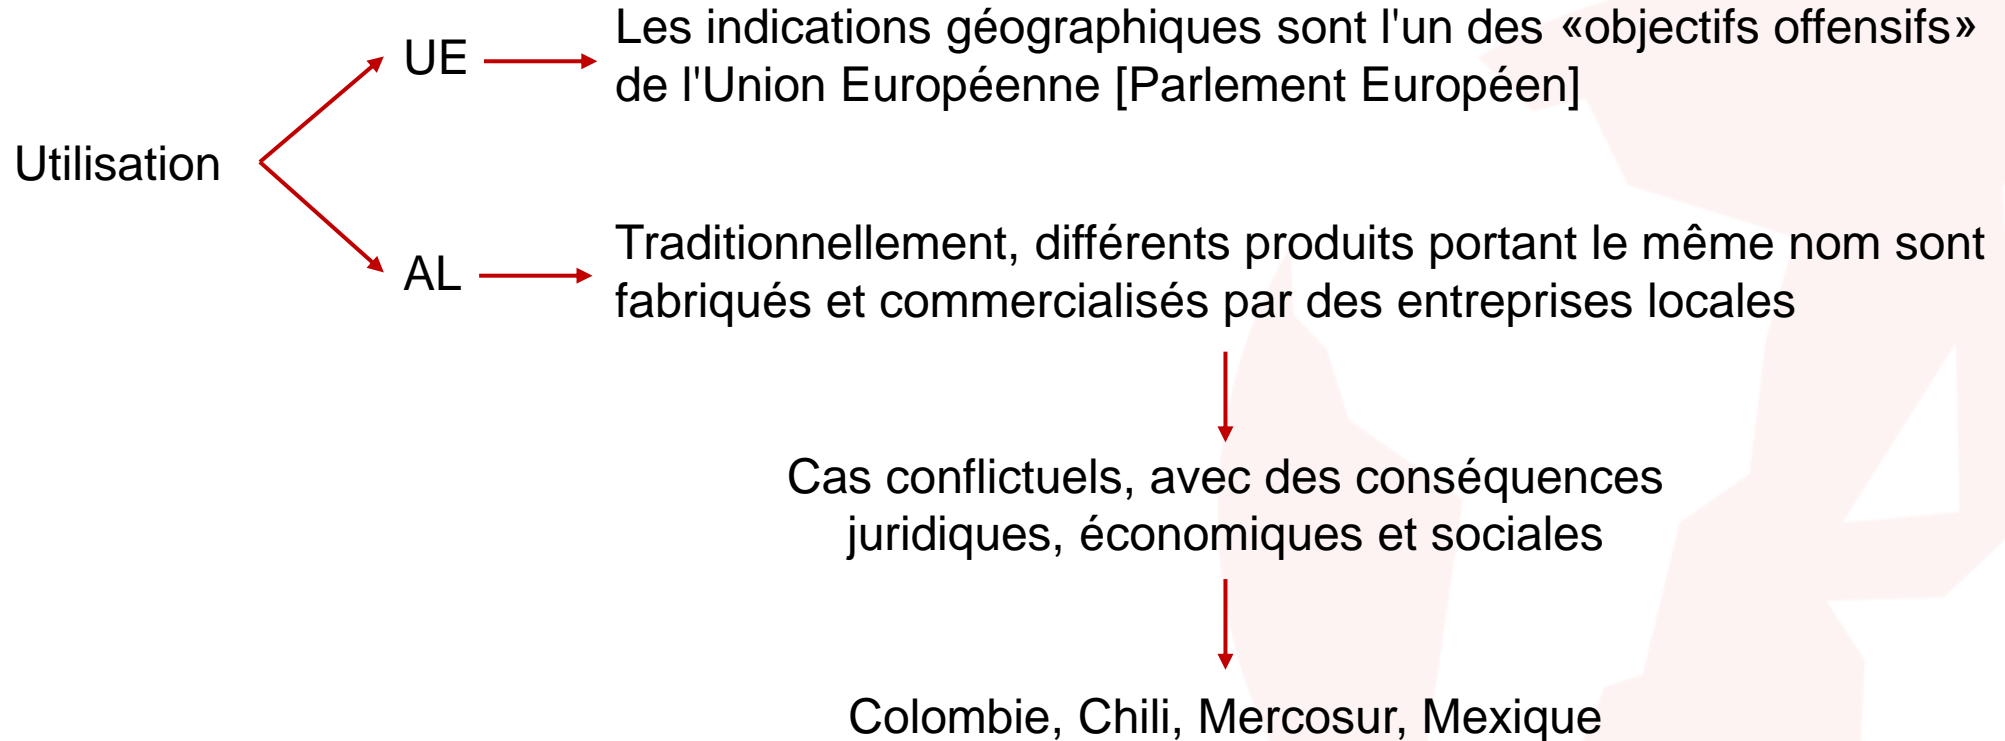 Les indications géographiques sont l'un des «objectifs offensifs»
UE
de l'Union Européenne [Parlement Européen]
Utilisation
Traditionnellement, différents produits portant le même nom sont
AL
fabriqués et commercialisés par des entreprises locales
Cas conflictuels, avec des conséquences
juridiques, économiques et sociales
Colombie, Chili, Mercosur, Mexique